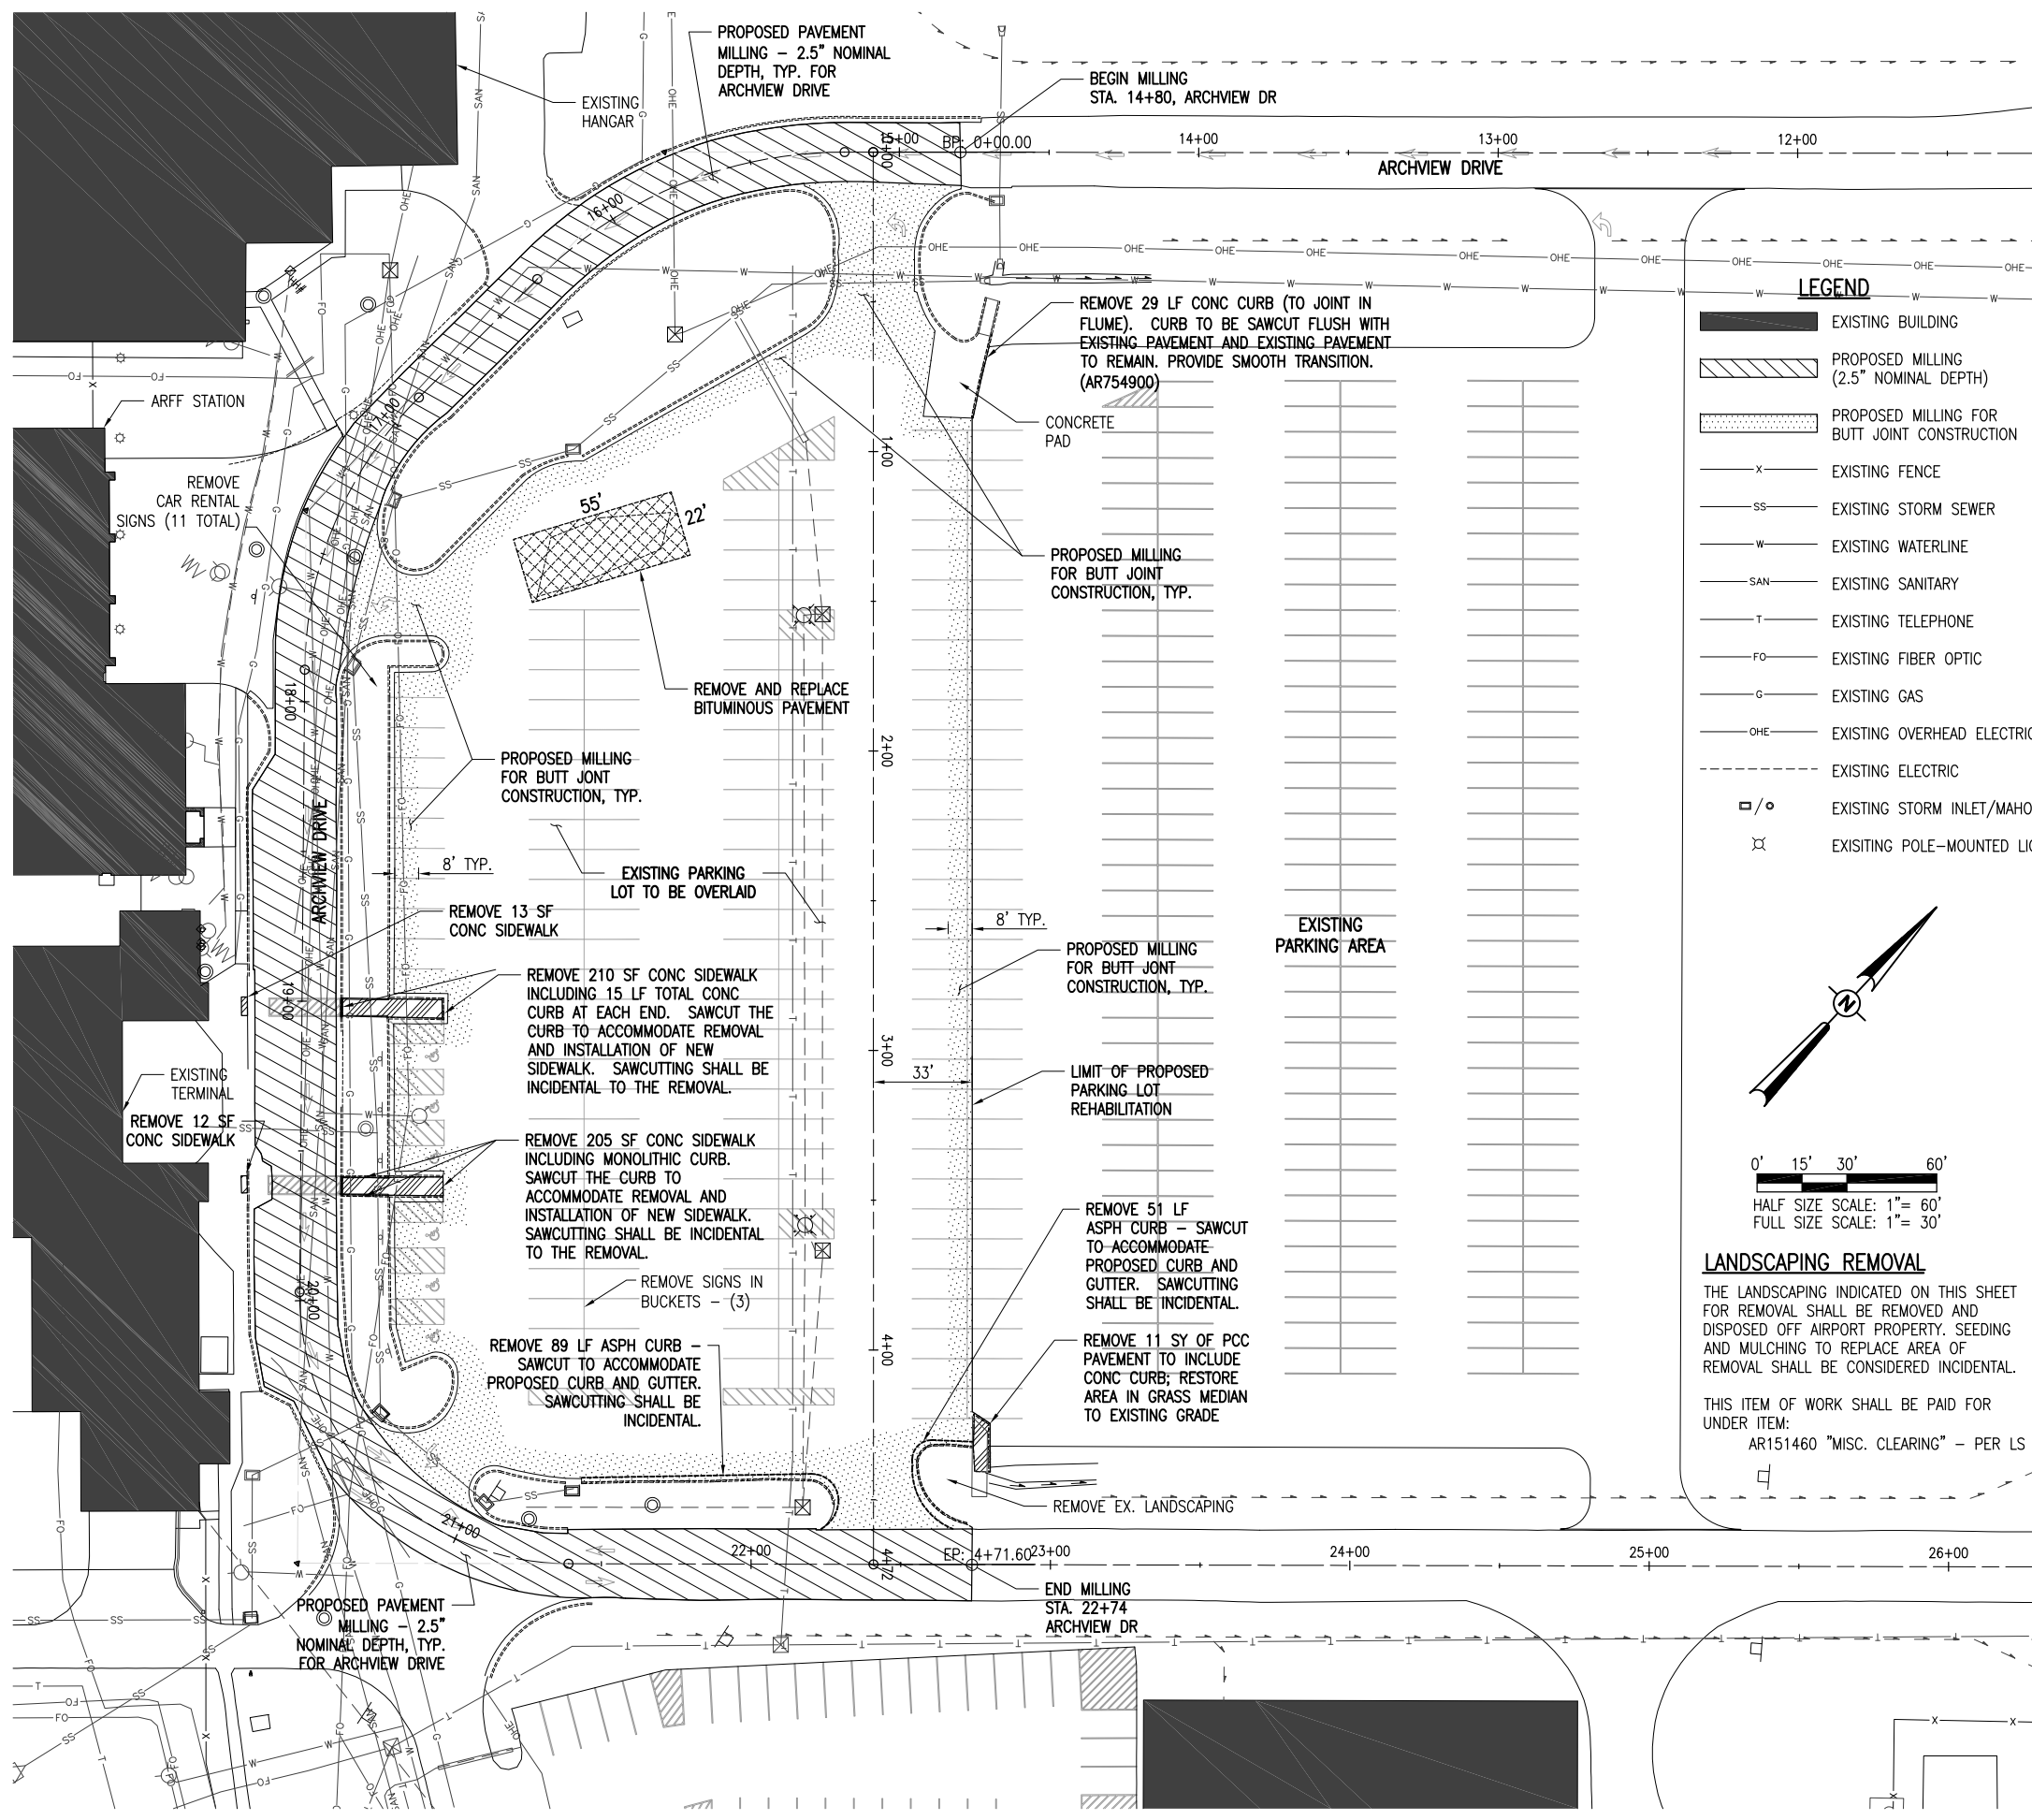 PROPOSED PAVEMENT
MILLING – 2.5" NOMINAL
DEPTH, TYP. FOR
ARCHVIEW DRIVE
BEGIN MILLING
STA. 14+80, ARCHVIEW DR
EXISTING
HANGAR
15+00
BP: 0+00.00
0+00
14+00
13+00
12+00
ARCHVIEW DRIVE
16+00
17+00
REMOVE 29 LF CONC CURB (TO JOINT IN
FLUME). CURB TO BE SAWCUT FLUSH WITH
EXISTING PAVEMENT AND EXISTING PAVEMENT
TO REMAIN. PROVIDE SMOOTH TRANSITION.
(AR754900)
CONCRETE
PAD
ARFF STATION
REMOVE
CAR RENTAL
SIGNS (11 TOTAL)
55'
22'
1+00
PROPOSED MILLING
FOR BUTT JOINT
CONSTRUCTION, TYP.
REMOVE AND REPLACE
BITUMINOUS PAVEMENT
18+00
2+00
PROPOSED MILLING
FOR BUTT JONT
CONSTRUCTION, TYP.
ARCHVIEW DRIVE
8' TYP.
EXISTING PARKING
LOT TO BE OVERLAID
REMOVE 13 SF
CONC SIDEWALK
8' TYP.
EXISTING
PARKING AREA
PROPOSED MILLING
FOR BUTT JONT
CONSTRUCTION, TYP.
19+00
REMOVE 210 SF CONC SIDEWALK
INCLUDING 15 LF TOTAL CONC
CURB AT EACH END. SAWCUT THE
CURB TO ACCOMMODATE REMOVAL
AND INSTALLATION OF NEW
SIDEWALK. SAWCUTTING SHALL BE
INCIDENTAL TO THE REMOVAL.
3+00
33'
LIMIT OF PROPOSED
PARKING LOT
REHABILITATION
EXISTING
TERMINAL
REMOVE 12 SF
CONC SIDEWALK
REMOVE 205 SF CONC SIDEWALK
INCLUDING MONOLITHIC CURB.
SAWCUT THE CURB TO
ACCOMMODATE REMOVAL AND
INSTALLATION OF NEW SIDEWALK.
SAWCUTTING SHALL BE INCIDENTAL
TO THE REMOVAL.
REMOVE SIGNS IN
BUCKETS – (3)
20+00
REMOVE 51 LF
ASPH CURB – SAWCUT
TO ACCOMMODATE
PROPOSED CURB AND
GUTTER. SAWCUTTING
SHALL BE INCIDENTAL.
REMOVE 89 LF ASPH CURB –
SAWCUT TO ACCOMMODATE
PROPOSED CURB AND GUTTER.
SAWCUTTING SHALL BE
INCIDENTAL.
4+00
REMOVE 11 SY OF PCC
PAVEMENT TO INCLUDE
CONC CURB; RESTORE
AREA IN GRASS MEDIAN
TO EXISTING GRADE
REMOVE EX. LANDSCAPING
21+00
22+00
4+72
EP: 4+71.60
23+00
24+00
25+00
26+00
END MILLING
STA. 22+74
ARCHVIEW DR
PROPOSED PAVEMENT
MILLING – 2.5"
NOMINAL DEPTH, TYP.
FOR ARCHVIEW DRIVE
LEGEND
EXISTING BUILDING
PROPOSED MILLING
(2.5" NOMINAL DEPTH)
PROPOSED MILLING FOR
BUTT JOINT CONSTRUCTION
X EXISTING FENCE
SS EXISTING STORM SEWER
W EXISTING WATERLINE
SAN EXISTING SANITARY
T EXISTING TELEPHONE
FO EXISTING FIBER OPTIC
G EXISTING GAS
OHE EXISTING OVERHEAD ELECTRIC
EXISTING ELECTRIC
EXISTING STORM INLET/MAHO
EXISITING POLE–MOUNTED LIG
N
0' 15' 30' 60'
HALF SIZE SCALE: 1"= 60'
FULL SIZE SCALE: 1"= 30'
LANDSCAPING REMOVAL
THE LANDSCAPING INDICATED ON THIS SHEET
FOR REMOVAL SHALL BE REMOVED AND
DISPOSED OFF AIRPORT PROPERTY. SEEDING
AND MULCHING TO REPLACE AREA OF
REMOVAL SHALL BE CONSIDERED INCIDENTAL.
THIS ITEM OF WORK SHALL BE PAID FOR
UNDER ITEM:
AR151460 "MISC. CLEARING" – PER LS